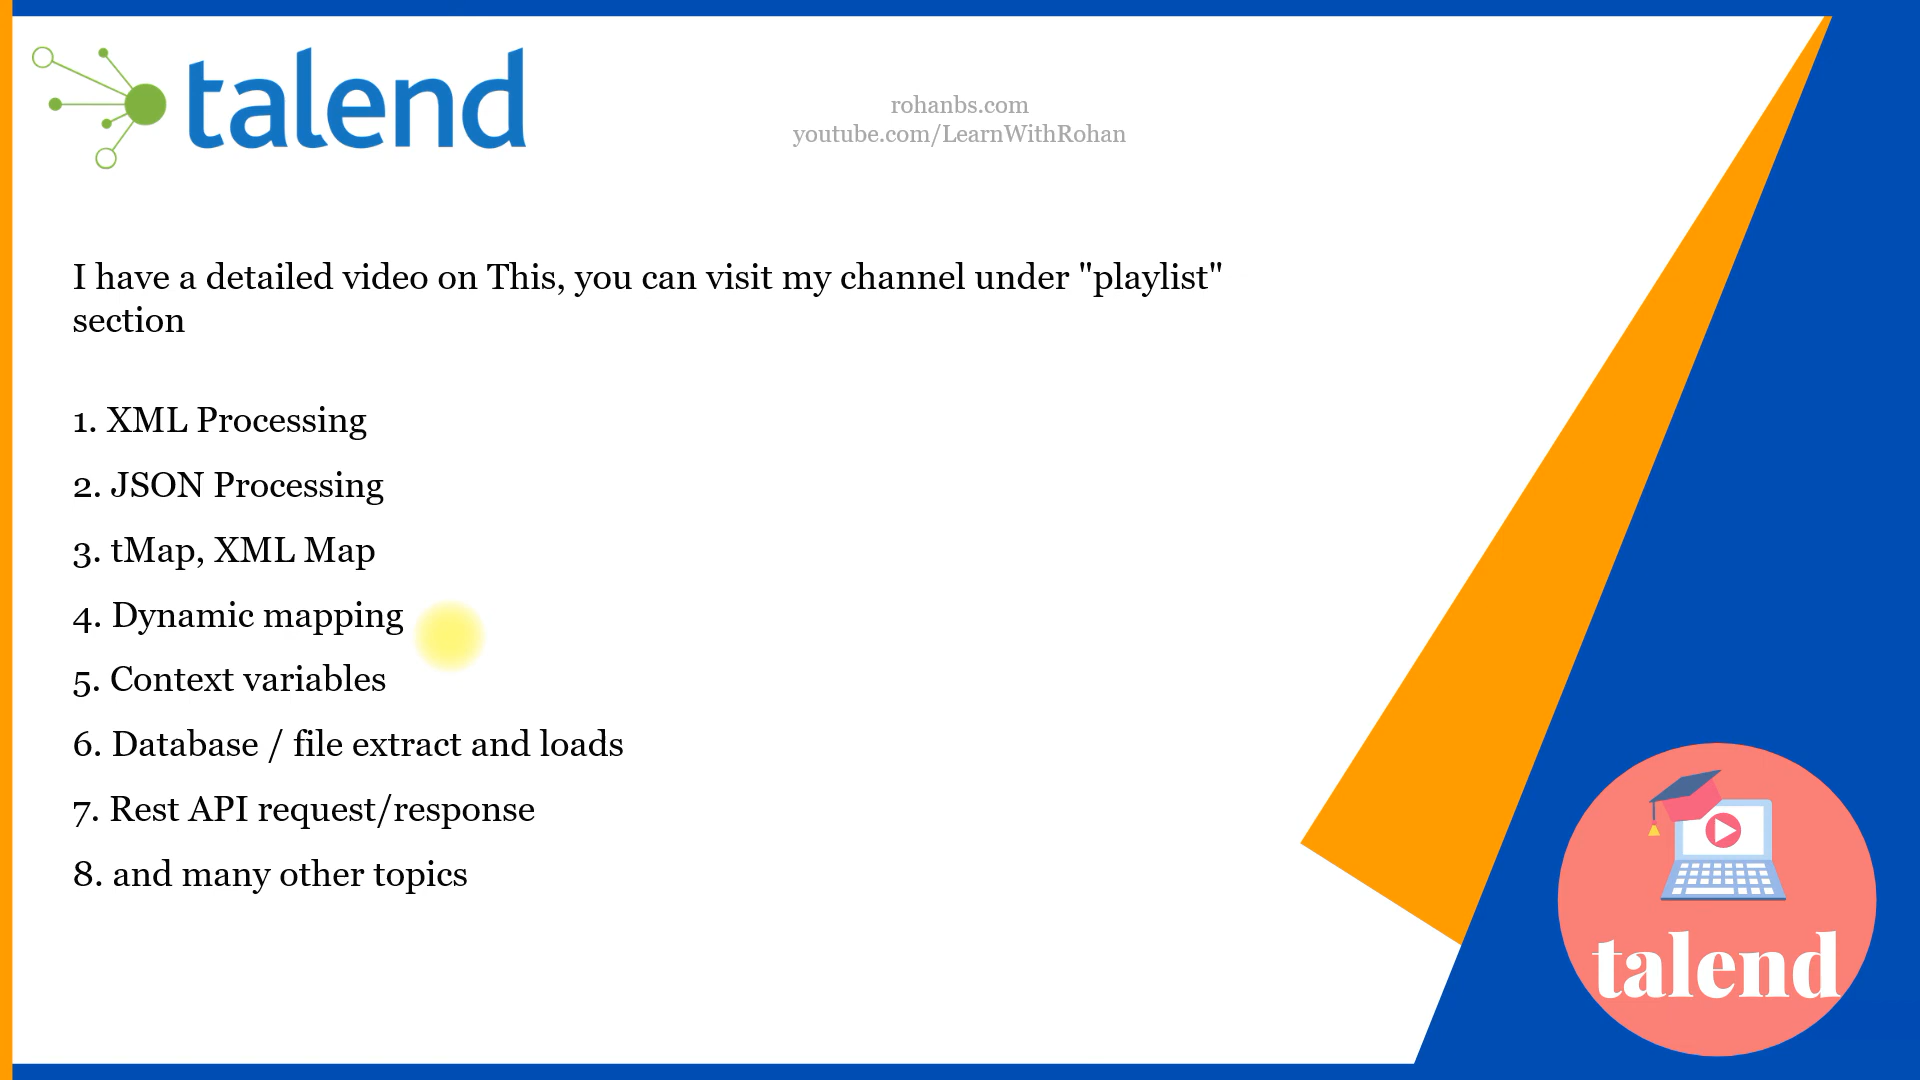 talend
rohanbs.com
youtube.com/LearnWithRohan
I have a detailed video on This, you can visit my channel under "playlist"
section
1. XML Processing
2. JSON Processing
3. tMap, XML Map
4. Dynamic mapping
5. Context variables
6. Database / file extract and loads
7. Rest API request/response
8. and many other topics
talend